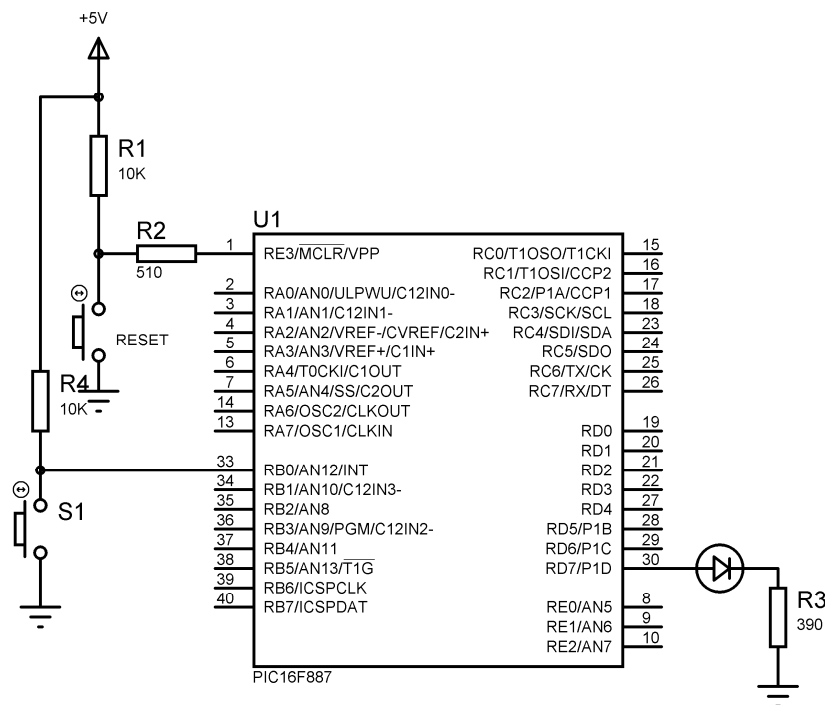 +5V
R1
10K
R2
510
RESET
R4
10K
S1
U1
1 RE3/MCLR/VPP
2 RA0/AN0/ULPWU/C12IN0-
3 RA1/AN1/C12IN1-
4 RA2/AN2/VREF-/CVREF/C2IN+
5 RA3/AN3/VREF+/C1IN+
6 RA4/T0CKI/C1OUT
7 RA5/AN4/SS/C2OUT
14 RA6/OSC2/CLKOUT
13 RA7/OSC1/CLKIN
33 RB0/AN12/INT
34 RB1/AN10/C12IN3-
35 RB2/AN8
36 RB3/AN9/PGM/C12IN2-
37 RB4/AN11
38 RB5/AN13/T1G
39 RB6/ICSPCLK
40 RB7/ICSPDAT
RC0/T1OSO/T1CKI 15
RC1/T1OSI/CCP2 16
RC2/P1A/CCP1 17
RC3/SCK/SCL 18
RC4/SDI/SDA 23
RC5/SDO 24
RC6/TX/CK 25
RC7/RX/DT 26
RD0 19
RD1 20
RD2 21
RD3 22
RD4 27
RD5/P1B 28
RD6/P1C 29
RD7/P1D 30
RE0/AN5 8
RE1/AN6 9
RE2/AN7 10
PIC16F887
R3
390